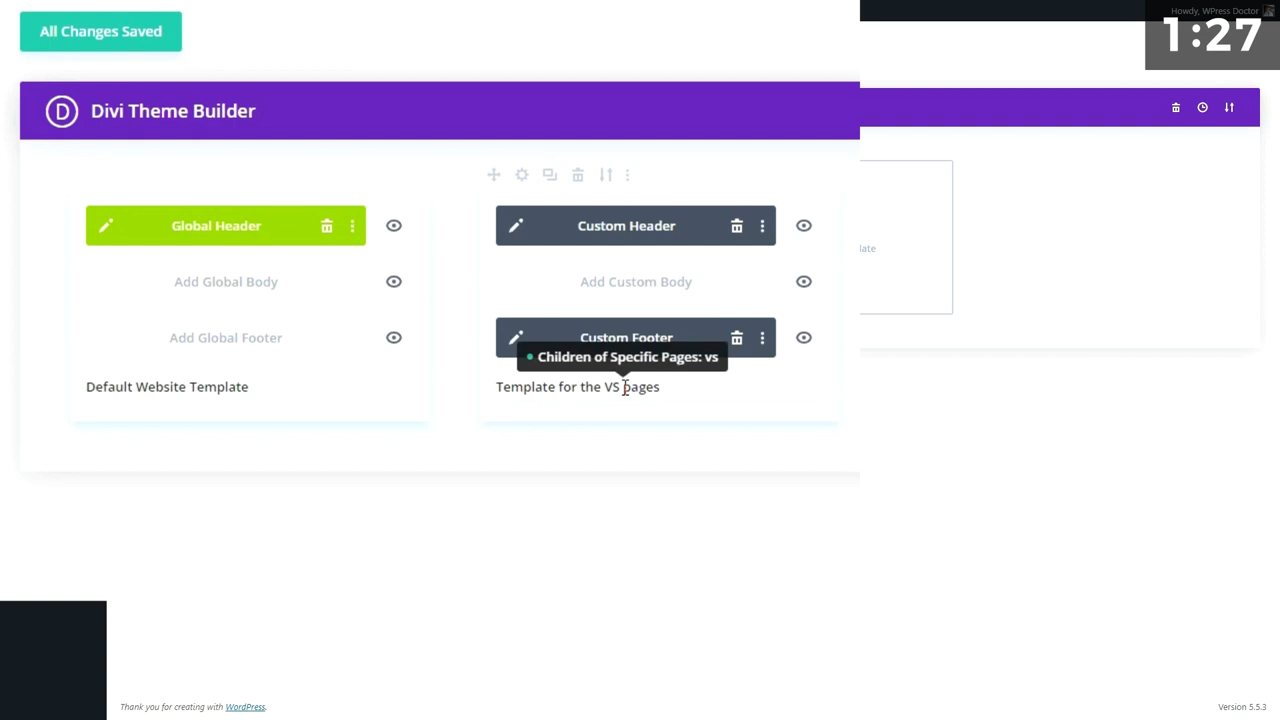 Howdy, WPress Doctor
1:27
All Changes Saved
D Divi Theme Builder
Global Header
Custom Header
Add Global Body
Add Custom Body
late
Add Global Footer
Custom Footer
Children of Specific Pages: vs
Default Website Template
Template for the VS pages
Thank you for creating with WordPress.
Version 5.5.3